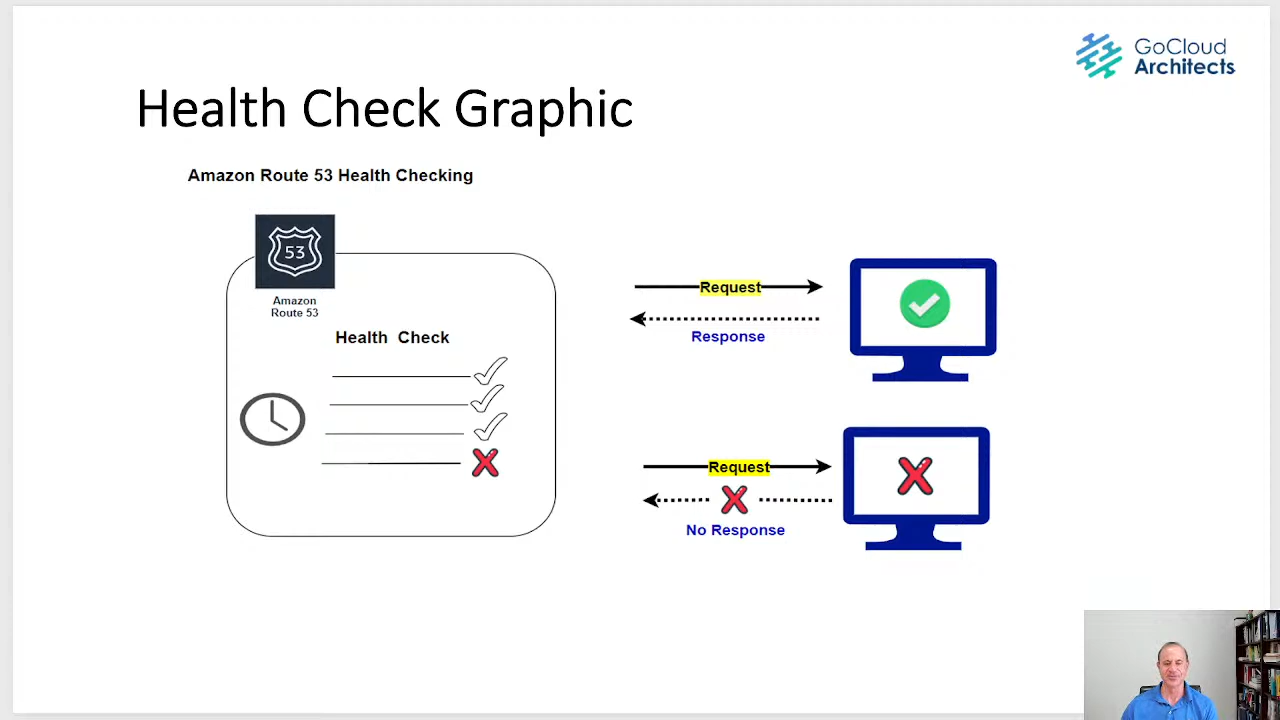 GoCloud
Architects
Health Check Graphic
Amazon Route 53 Health Checking
53
Amazon
Route 53
Health Check
Request
Response
Request
No Response